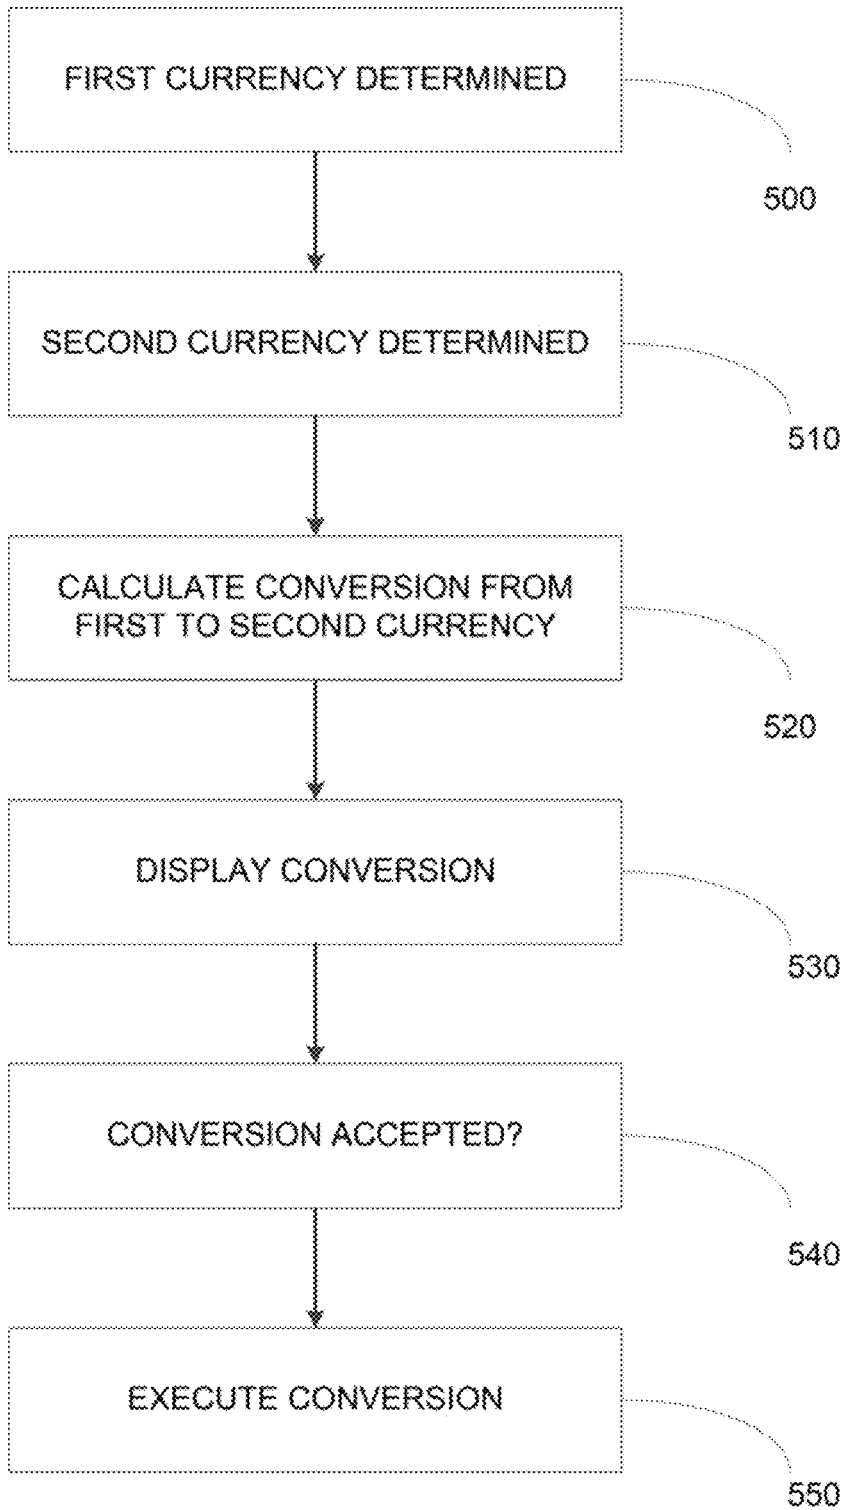 FIRST CURRENCY DETERMINED
500
SECOND CURRENCY DETERMINED
510
CALCULATE CONVERSION FROM
FIRST TO SECOND CURRENCY
520
DISPLAY CONVERSION
530
CONVERSION ACCEPTED?
540
EXECUTE CONVERSION
550